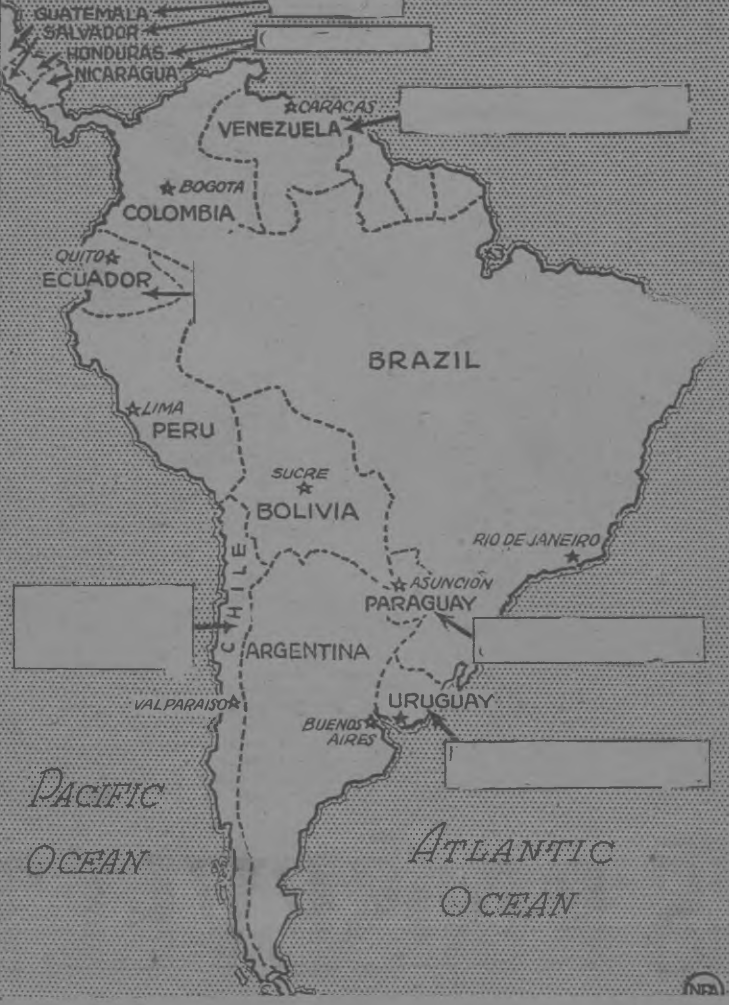 GUATEMALA
SALVADOR
HONDURAS
NICARAGUA
CARACAS
VENEZUELA
BOGOTA
COLOMBIA
QUITO
ECUADOR
BRAZIL
LIMA
PERU
SUCRE
BOLIVIA
RIO DE JANEIRO
ASUNCIÓN
PARAGUAY
CHILE
ARGENTINA
VALPARAISO
URUGUAY
BUENOS
AIRES
PACIFIC
OCEAN
ATLANTIC
OCEAN
NEA